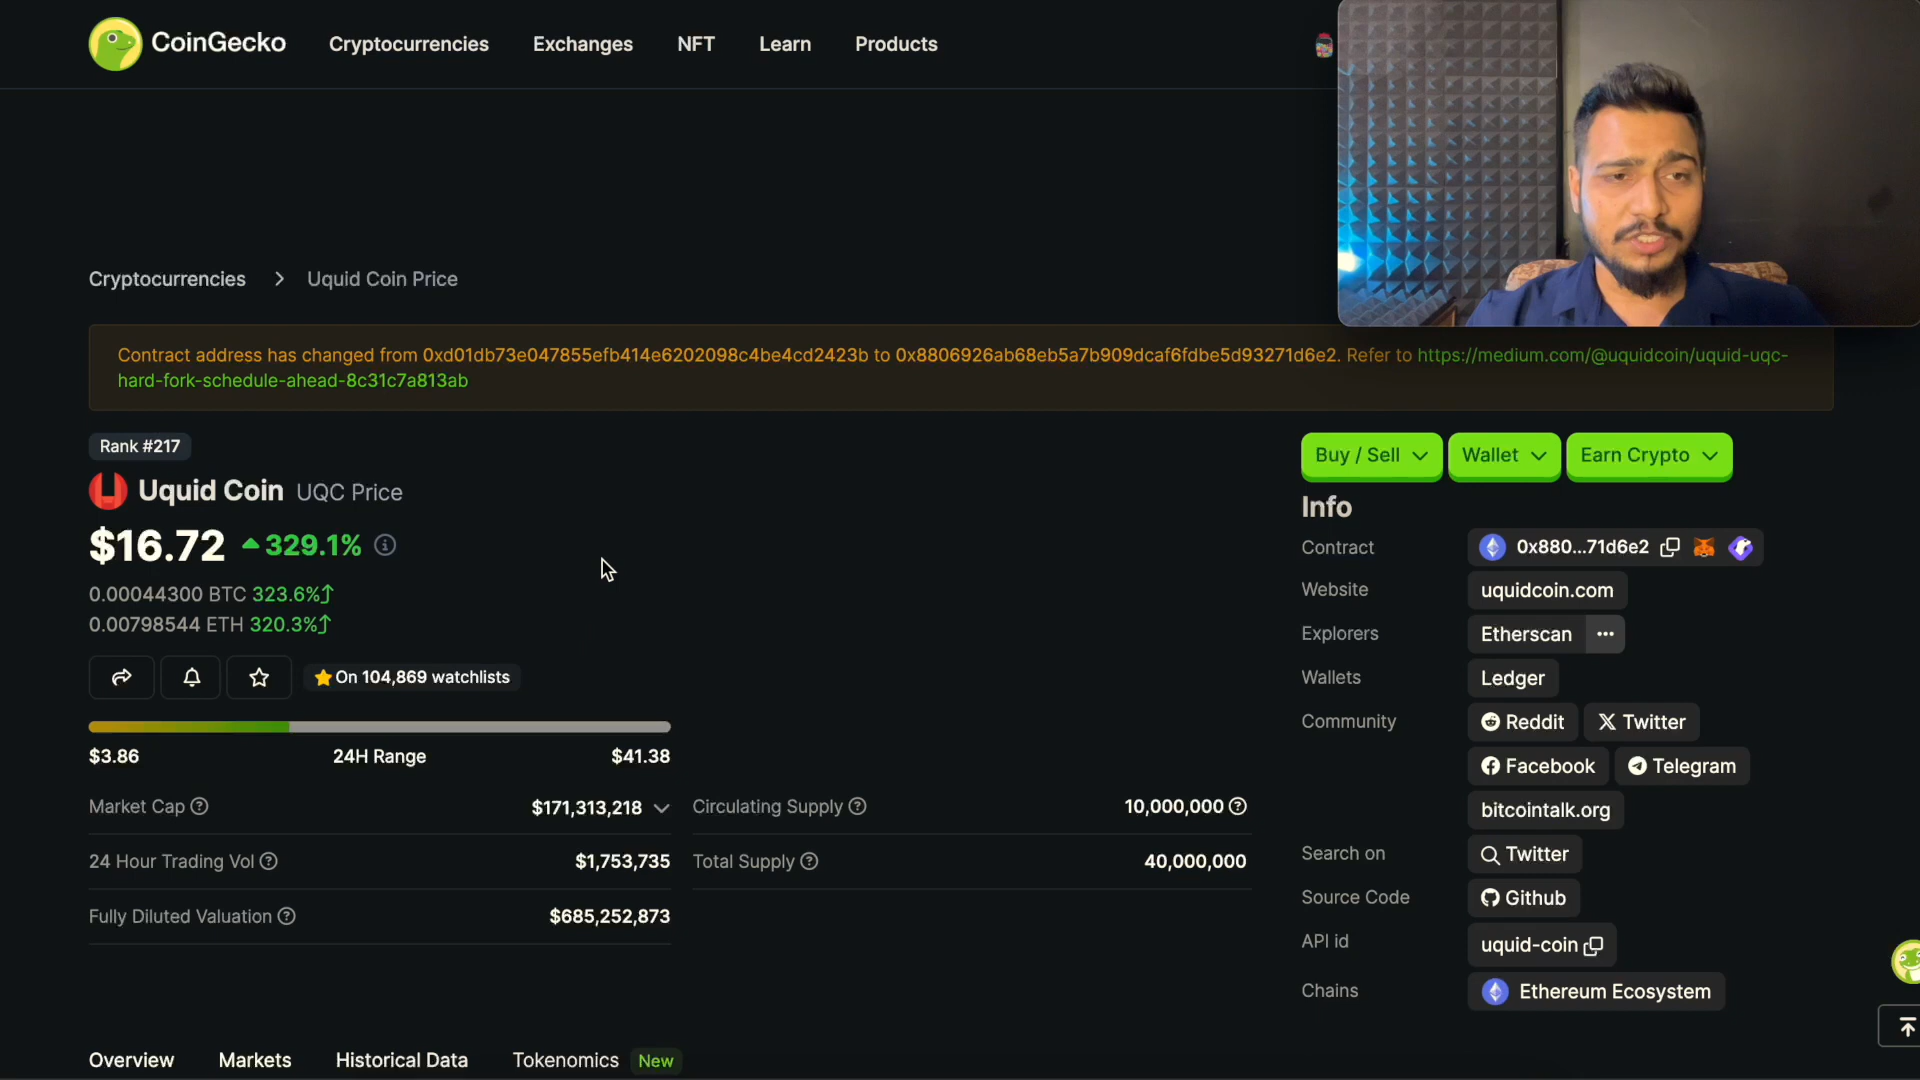 CoinGecko Cryptocurrencies Exchanges NFT Learn Products
Cryptocurrencies > Uquid Coin Price
Contract address has changed from 0xd01db73e047855efb414e6202098c4be4cd2423b to 0x8806926ab68eb5a7b909dcaf6fdbe5d93271d6e2. Refer to https://medium.com/@uquidcoin/uquid-uqc-
hard-fork-schedule-ahead-8c31c7a813ab
Rank #217
Uquid Coin UQC Price
$16.72 329.1%
0.00044300 BTC 323.6%
0.00798544 ETH 320.3%
On 104,869 watchlists
$3.86 24H Range $41.38
Market Cap $171,313,218
24 Hour Trading Vol $1,753,735
Fully Diluted Valuation $685,252,873
Circulating Supply 10,000,000
Total Supply 40,000,000
Buy / Sell Wallet Earn Crypto
Info
Contract 0x880...71d6e2
Website uquidcoin.com
Explorers Etherscan ...
Wallets Ledger
Community Reddit X Twitter
Facebook Telegram
bitcointalk.org
Search on Twitter
Source Code Github
API id uquid-coin
Chains Ethereum Ecosystem
Overview Markets Historical Data Tokenomics New